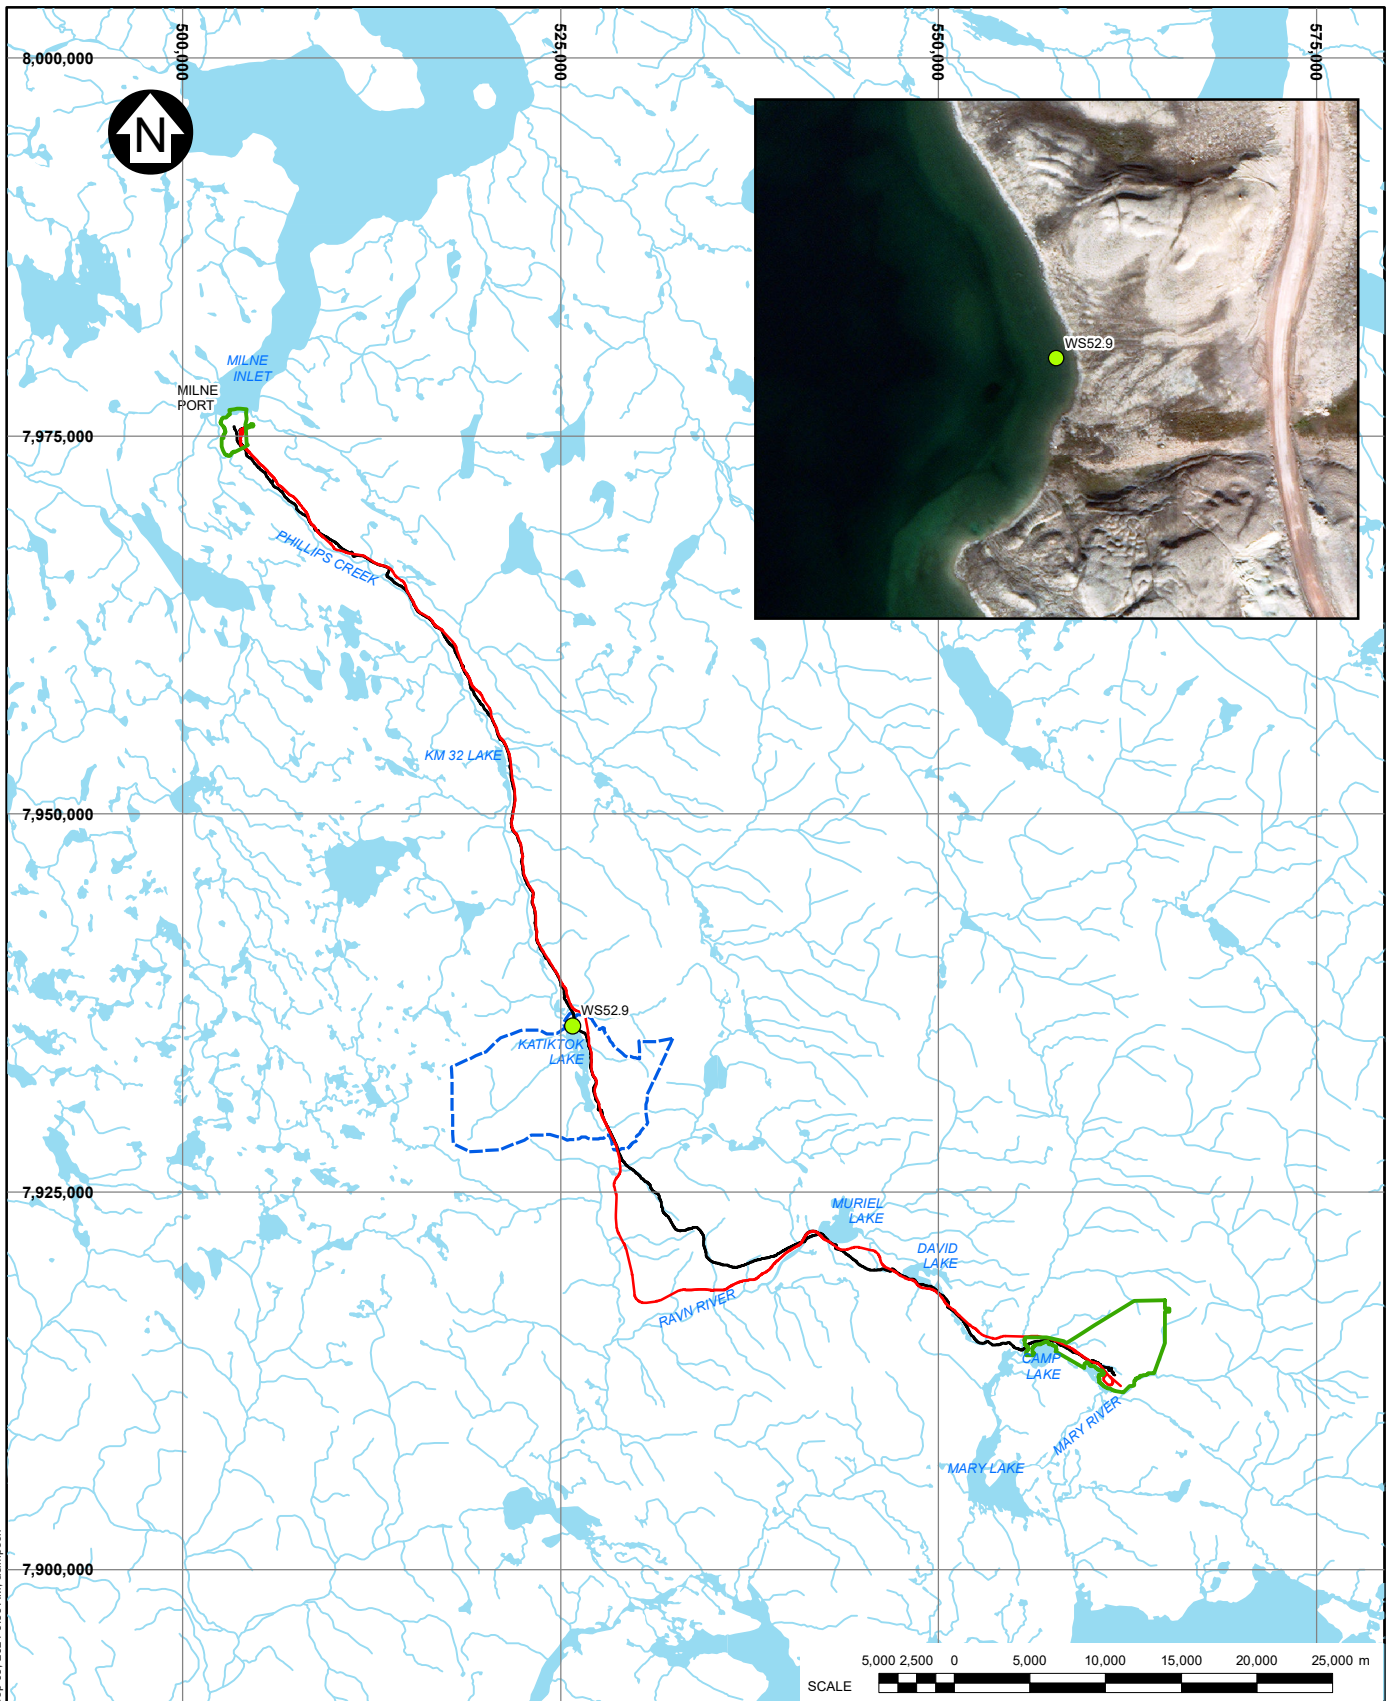 500,000
525,000
550,000
575,000
8,000,000
N
WS52.9
MILNE
INLET
MILNE
PORT
7,975,000
PHILLIPS CREEK
KM 32 LAKE
7,950,000
WS52.9
KATIKTOK
LAKE
7,925,000
MURIEL
LAKE
DAVID
LAKE
RAVN RIVER
CAMP
LAKE
MARY RIVER
MARY LAKE
7,900,000
SCALE
5,000 2,500 0 5,000 10,000 15,000 20,000 25,000 m